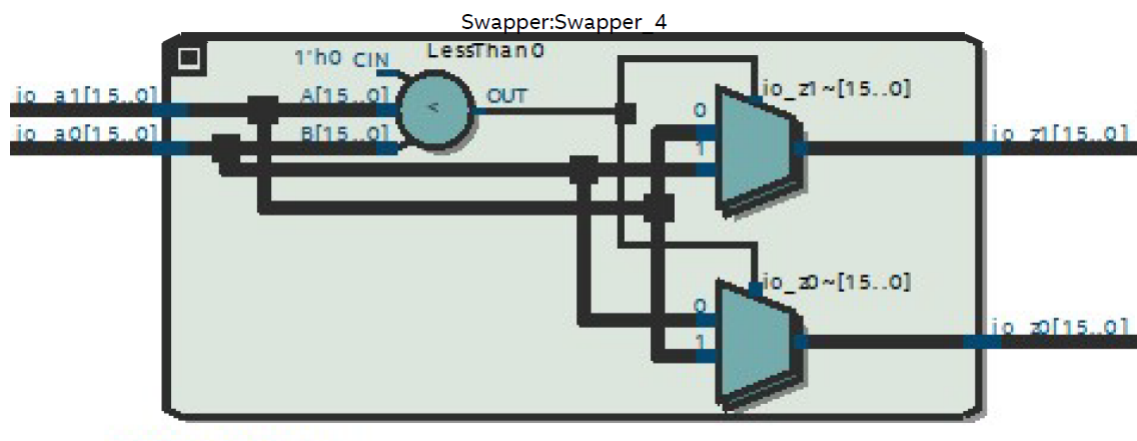 Swapper:Swapper_4
1'h0 CIN
LessThan0
io_a1[15..0]
A[15..0]
<
OUT
io_a0[15..0]
B[15..0]
0
1
io_z1~[15..0]
io_z1[15..0]
0
1
io_z0~[15..0]
io_z0[15..0]